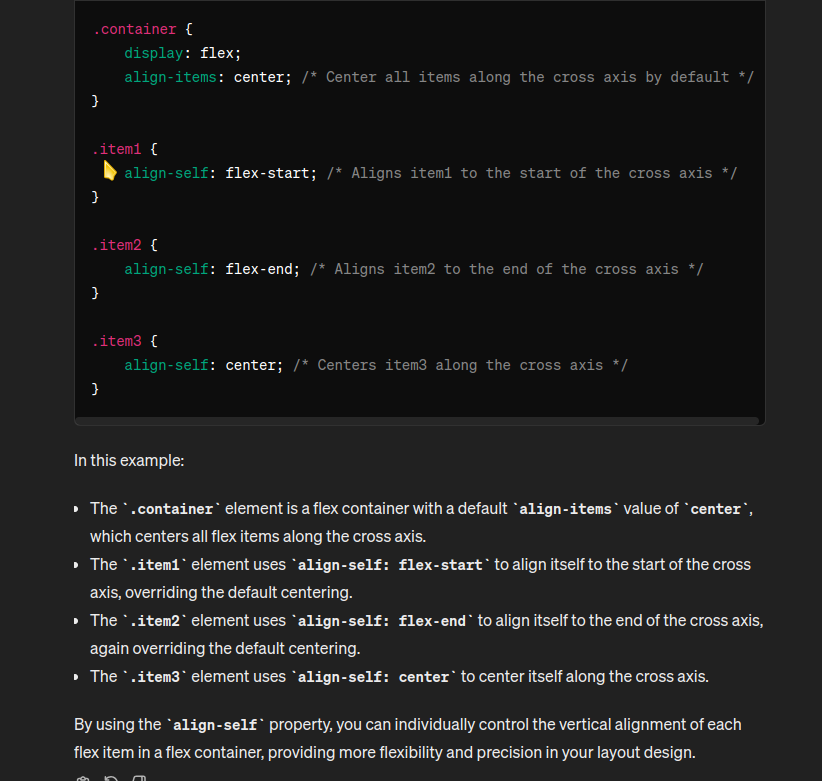 .container {
    display: flex;
    align-items: center; /* Center all items along the cross axis by default */
}
.item1 {
    align-self: flex-start; /* Aligns item1 to the start of the cross axis */
}
.item2 {
    align-self: flex-end; /* Aligns item2 to the end of the cross axis */
}
.item3 {
    align-self: center; /* Centers item3 along the cross axis */
}
In this example:
• The `.container` element is a flex container with a default `align-items` value of `center`,
which centers all flex items along the cross axis.
• The `.item1` element uses `align-self: flex-start` to align itself to the start of the cross
axis, overriding the default centering.
• The `.item2` element uses `align-self: flex-end` to align itself to the end of the cross axis,
again overriding the default centering.
• The `.item3` element uses `align-self: center` to center itself along the cross axis.
By using the `align-self` property, you can individually control the vertical alignment of each
flex item in a flex container, providing more flexibility and precision in your layout design.